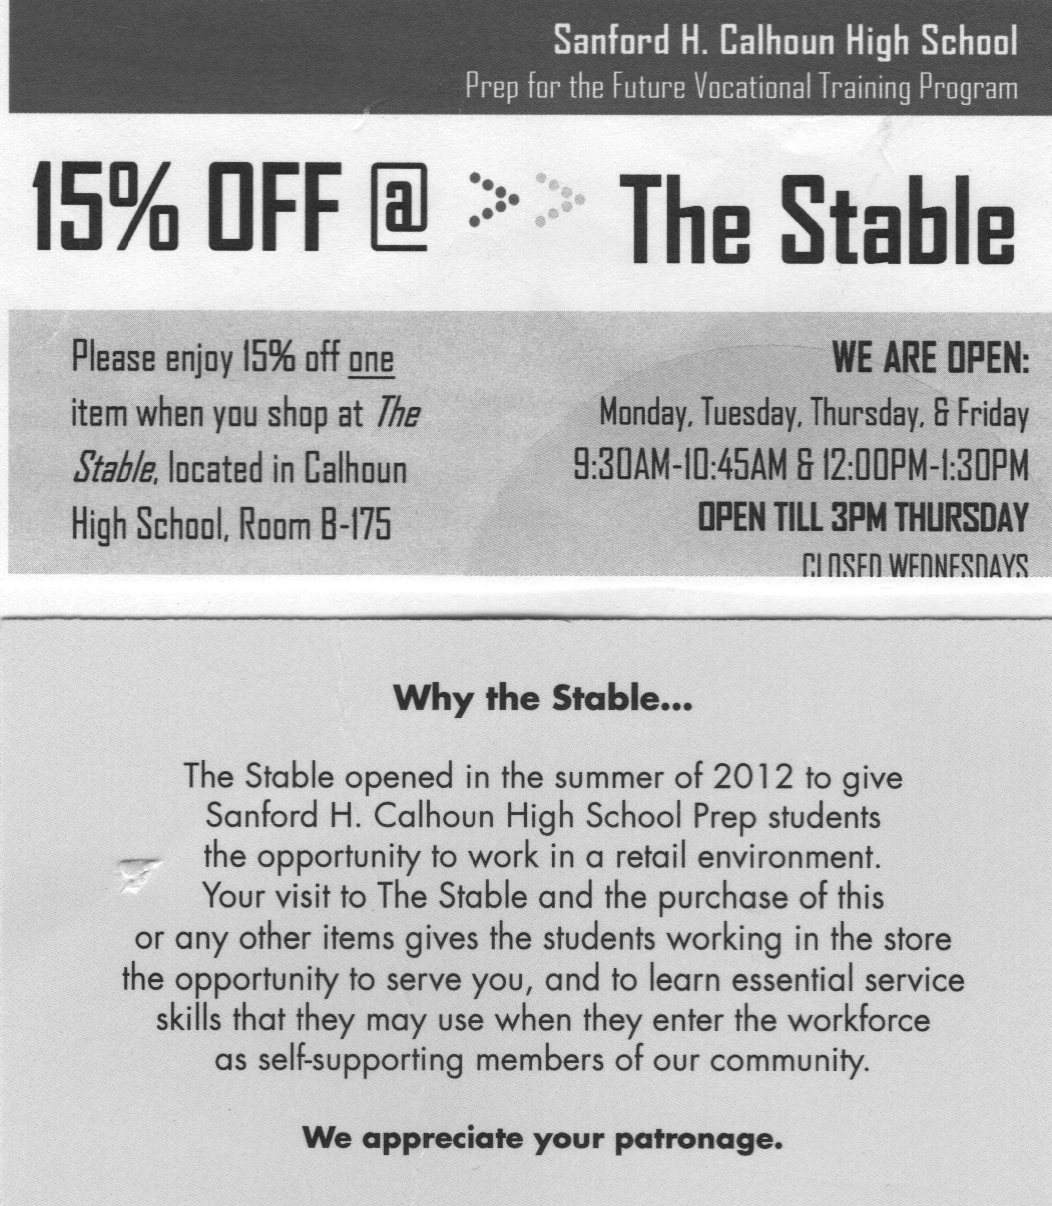 Sanford H. Calhoun High School
Prep for the Future Vocational Training Program
15% OFF @ >> The Stable
Please enjoy 15% off one
item when you shop at The
Stable, located in Calhoun
High School, Room B-175
WE ARE OPEN:
Monday, Tuesday, Thursday, & Friday
9:30AM-10:45AM & 12:00PM-1:30PM
OPEN TILL 3PM THURSDAY
CLOSED WEDNESDAYS
Why the Stable...
The Stable opened in the summer of 2012 to give
Sanford H. Calhoun High School Prep students
the opportunity to work in a retail environment.
Your visit to The Stable and the purchase of this
or any other items gives the students working in the store
the opportunity to serve you, and to learn essential service
skills that they may use when they enter the workforce
as self-supporting members of our community.
We appreciate your patronage.